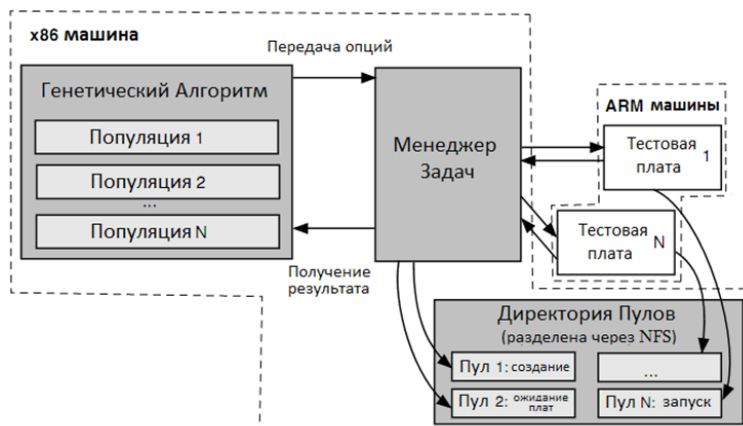 x86 машина
Передача опций
Генетический Алгоритм
Популяция 1
Популяция 2
...
Популяция N
Менеджер
Задач
Получение
результата
ARM машины
Тестовая
плата 1
Тестовая
плата N
Директория Пулов
(разделена через NFS)
Пул 1: создание
...
Пул 2: ожидание
плат
Пул N: запуск